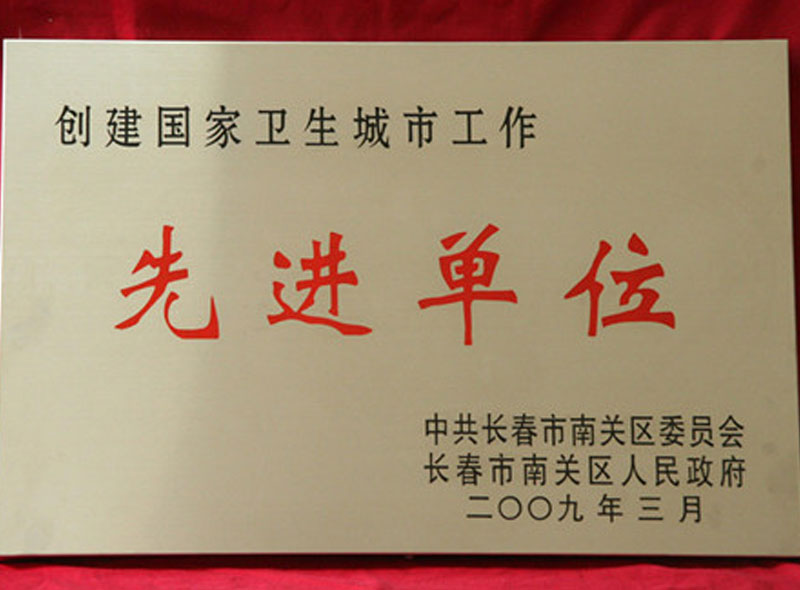 创建国家卫生城市工作
先进单位
中共长春市南关区委员会
长春市南关区人民政府
二〇〇九年三月